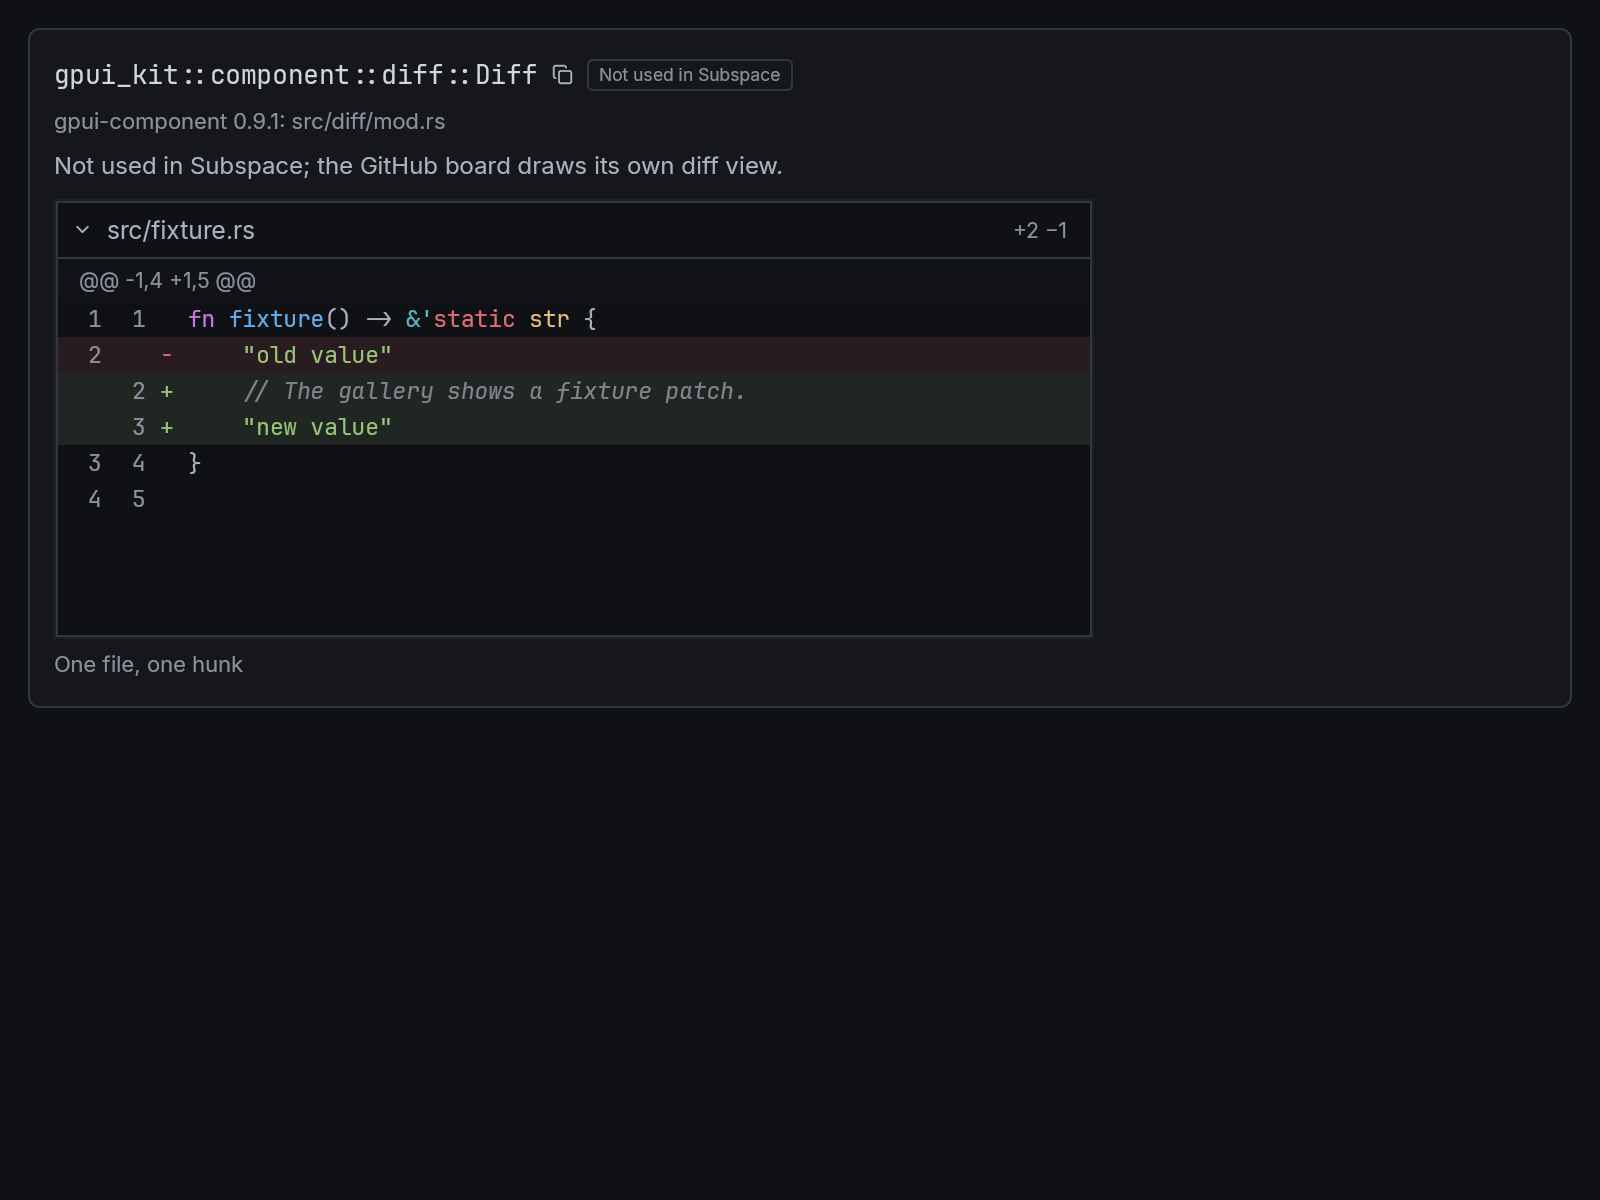 gpui_kit::component::diff::Diff Not used in Subspace
gpui-component 0.9.1: src/diff/mod.rs
Not used in Subspace; the GitHub board draws its own diff view.
src/fixture.rs +2 −1
@@ -1,4 +1,5 @@
1 1 fn fixture() -> &'static str {
2 - "old value"
2 + // The gallery shows a fixture patch.
3 + "new value"
3 4 }
4 5
One file, one hunk